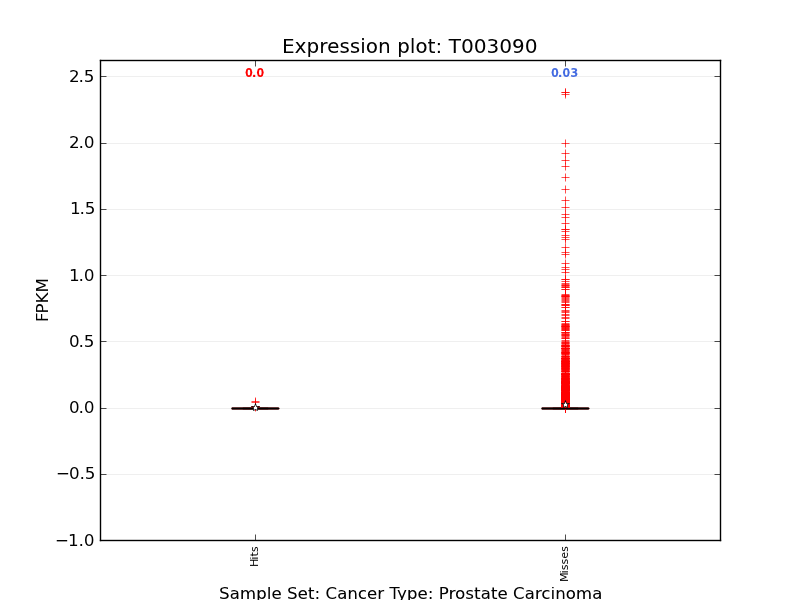 Expression plot: T003090
0.0
0.03
2.5
2.0
1.5
1.0
0.5
0.0
−0.5
−1.0
FPKM
Hits
Misses
Sample Set: Cancer Type: Prostate Carcinoma